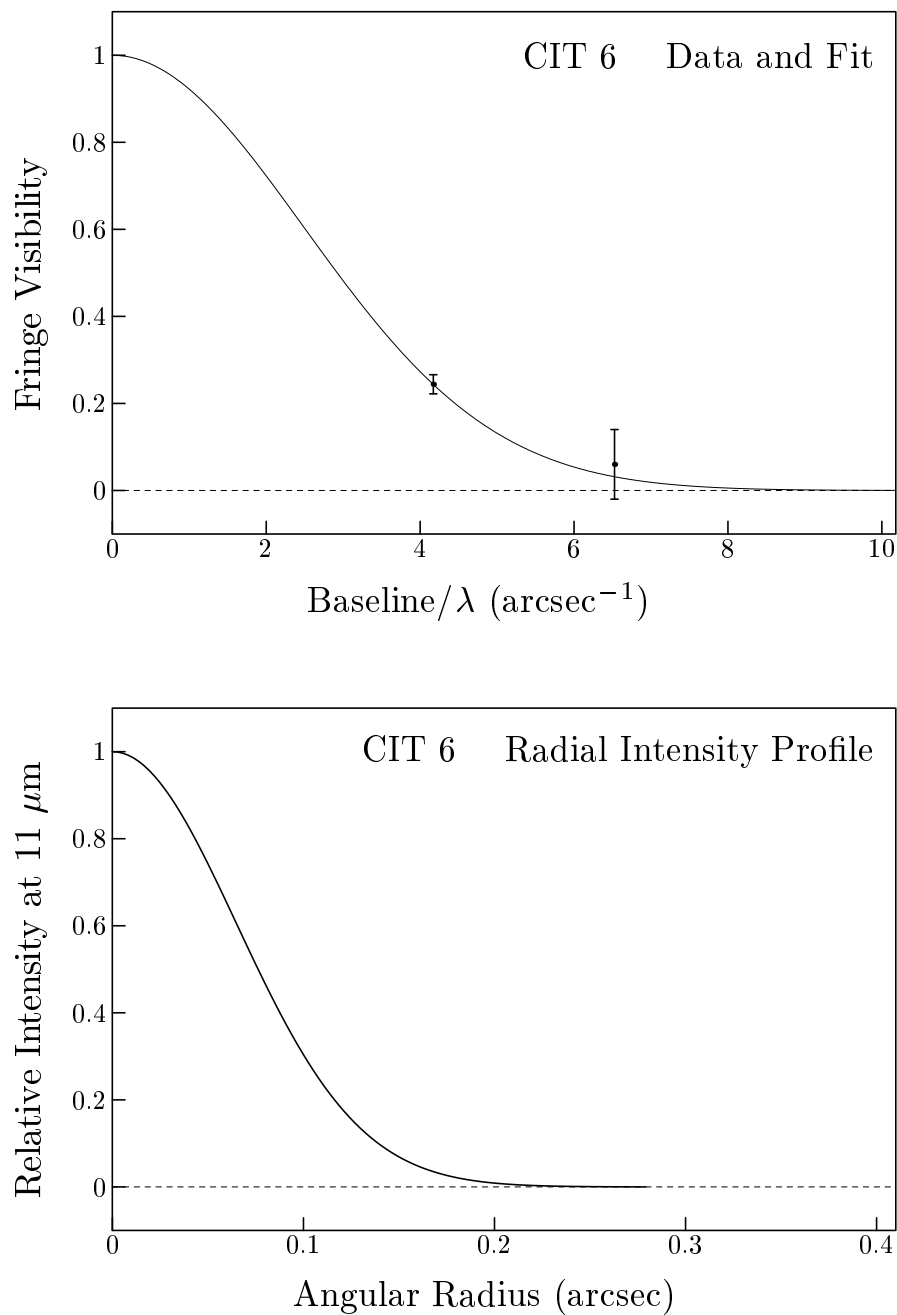 CIT 6 Data and Fit
1
0.8
0.6
0.4
0.2
0
Fringe Visibility
0 2 4 6 8 10
Baseline/λ (arcsec⁻¹)
CIT 6 Radial Intensity Profile
1
0.8
0.6
0.4
0.2
0
Relative Intensity at 11 μm
0 0.1 0.2 0.3 0.4
Angular Radius (arcsec)